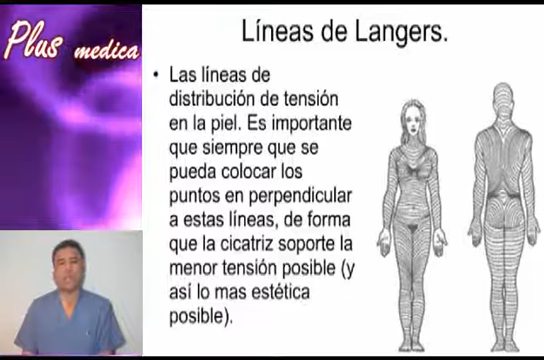 Plus medica
Líneas de Langers.
• Las líneas de
distribución de tensión
en la piel. Es importante
que siempre que se
pueda colocar los
puntos en perpendicular
a estas líneas, de forma
que la cicatriz soporte la
menor tensión posible (y
así lo mas estética
posible).